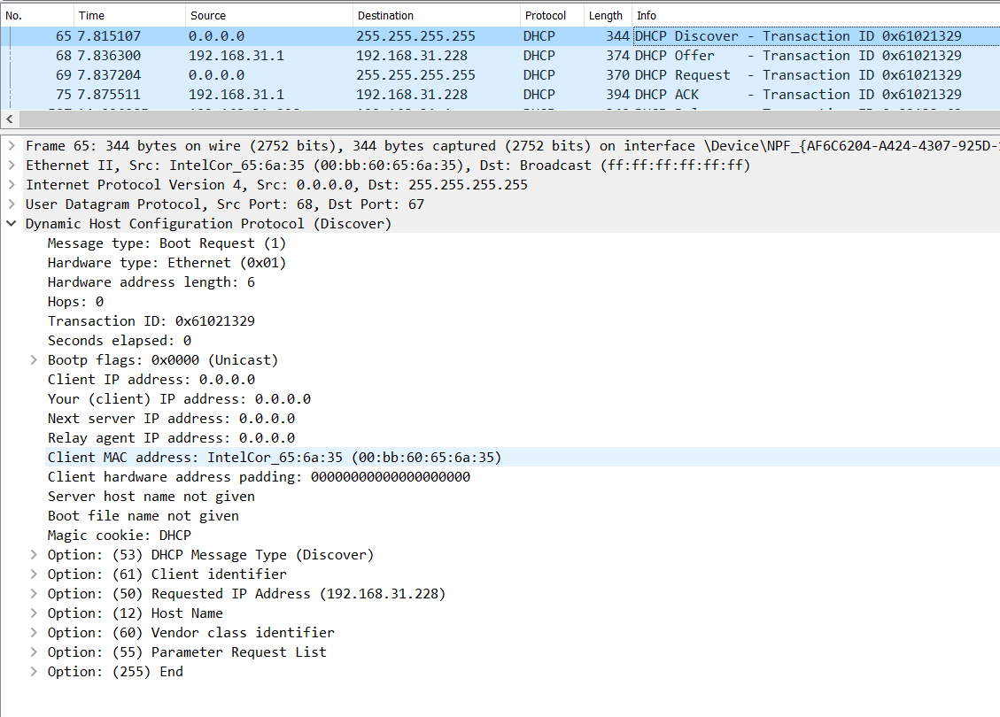 No. Time Source Destination Protocol Length Info
65 7.815107 0.0.0.0 255.255.255.255 DHCP 344 DHCP Discover - Transaction ID 0x61021329
68 7.836300 192.168.31.1 192.168.31.228 DHCP 374 DHCP Offer - Transaction ID 0x61021329
69 7.837204 0.0.0.0 255.255.255.255 DHCP 370 DHCP Request - Transaction ID 0x61021329
75 7.875511 192.168.31.1 192.168.31.228 DHCP 394 DHCP ACK - Transaction ID 0x61021329
Frame 65: 344 bytes on wire (2752 bits), 344 bytes captured (2752 bits) on interface \Device\NPF_{AF6C6204-A424-4307-925D-
Ethernet II, Src: IntelCor_65:6a:35 (00:bb:60:65:6a:35), Dst: Broadcast (ff:ff:ff:ff:ff:ff)
Internet Protocol Version 4, Src: 0.0.0.0, Dst: 255.255.255.255
User Datagram Protocol, Src Port: 68, Dst Port: 67
Dynamic Host Configuration Protocol (Discover)
Message type: Boot Request (1)
Hardware type: Ethernet (0x01)
Hardware address length: 6
Hops: 0
Transaction ID: 0x61021329
Seconds elapsed: 0
Bootp flags: 0x0000 (Unicast)
Client IP address: 0.0.0.0
Your (client) IP address: 0.0.0.0
Next server IP address: 0.0.0.0
Relay agent IP address: 0.0.0.0
Client MAC address: IntelCor_65:6a:35 (00:bb:60:65:6a:35)
Client hardware address padding: 00000000000000000000
Server host name not given
Boot file name not given
Magic cookie: DHCP
Option: (53) DHCP Message Type (Discover)
Option: (61) Client identifier
Option: (50) Requested IP Address (192.168.31.228)
Option: (12) Host Name
Option: (60) Vendor class identifier
Option: (55) Parameter Request List
Option: (255) End